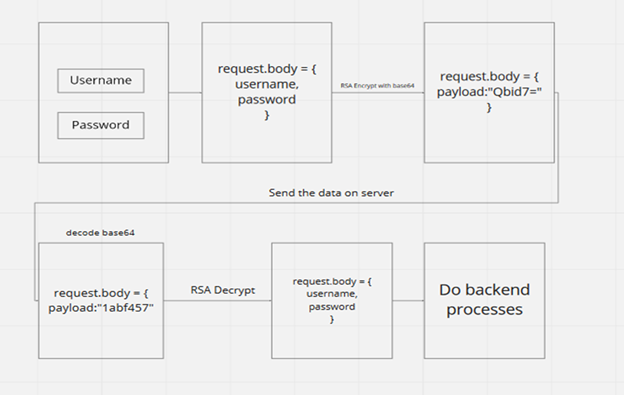 Username
Password
request.body = {
username,
password
}
RSA Encrypt with base64
request.body = {
payload:"Qbid7="
}
Send the data on server
decode base64
request.body = {
payload:"1abf457"
RSA Decrypt
request.body = {
username,
password
}
Do backend
processes